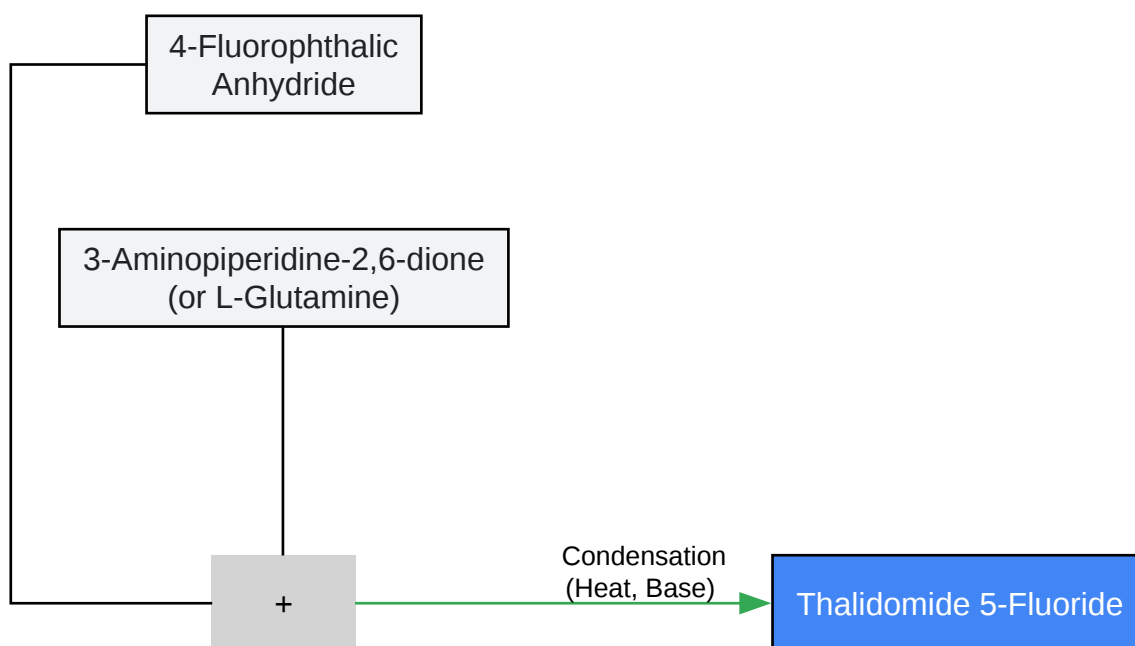 4-Fluorophthalic
Anhydride
3-Aminopiperidine-2,6-dione
(or L-Glutamine)
Condensation
(Heat, Base)
+
Thalidomide 5-Fluoride